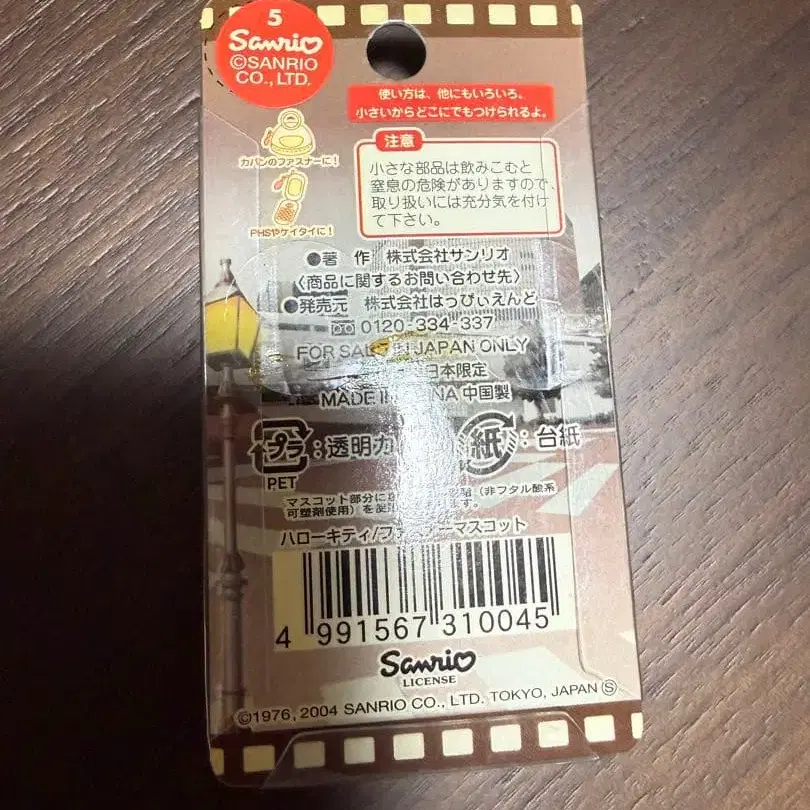 5
Sanrio
©SANRIO
CO., LTD.
使い方は、他にもいろいろ。
小さいからどこにでもつけられるよ。
カバンのファスナーに!
PHSやケイタイに!
注意
小さな部品は飲みこむと
窒息の危険がありますので、
取り扱いには充分気を付け
て下さい。
●著 作 株式会社サンリオ
〈商品に関するお問い合わせ先〉
●発売元 株式会社はっぴぃえんど
0120-334-337
FOR SALE IN JAPAN ONLY
日本限定
MADE IN CHINA 中国製
プラ :透明カ
PET
紙 :台紙
マスコット部分に (非フタル酸系
可塑剤使用)を
ハローキティ/ファ ーマスコット
4 991567 310045
Sanrio
LICENSE
©1976, 2004 SANRIO CO., LTD. TOKYO, JAPAN Ⓢ